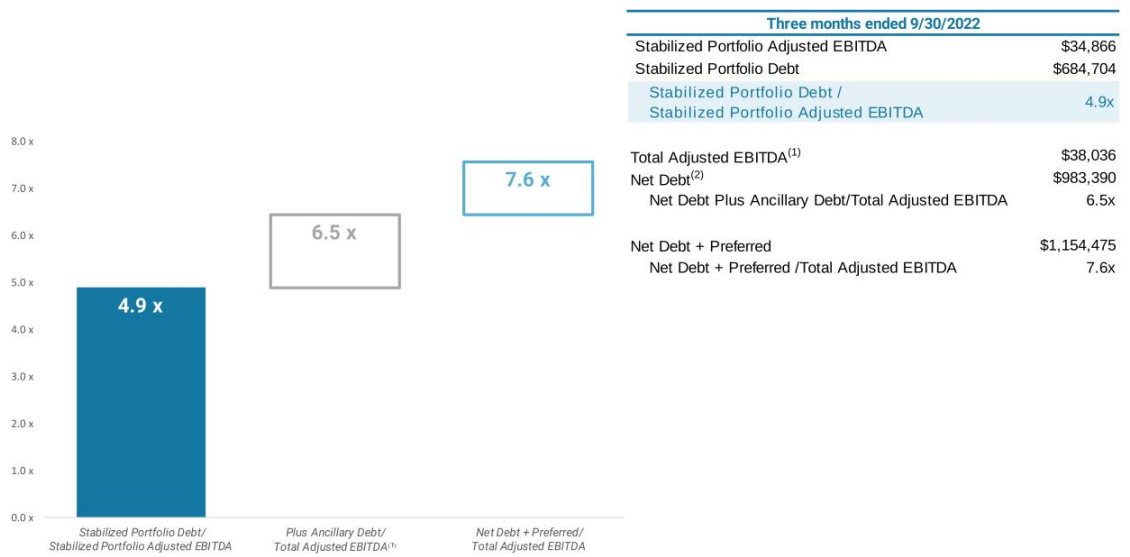 Three months ended 9/30/2022
Stabilized Portfolio Adjusted EBITDA $34,866
Stabilized Portfolio Debt $684,704
Stabilized Portfolio Debt /
Stabilized Portfolio Adjusted EBITDA 4.9x
Total Adjusted EBITDA(1) $38,036
Net Debt(2) $983,390
Net Debt Plus Ancillary Debt/Total Adjusted EBITDA 6.5x
Net Debt + Preferred $1,154,475
Net Debt + Preferred /Total Adjusted EBITDA 7.6x
8.0 x
7.0 x
6.0 x
5.0 x
4.0 x
3.0 x
2.0 x
1.0 x
0.0 x
4.9 x
6.5 x
7.6 x
Stabilized Portfolio Debt/
Stabilized Portfolio Adjusted EBITDA
Plus Ancillary Debt/
Total Adjusted EBITDA(1)
Net Debt + Preferred/
Total Adjusted EBITDA